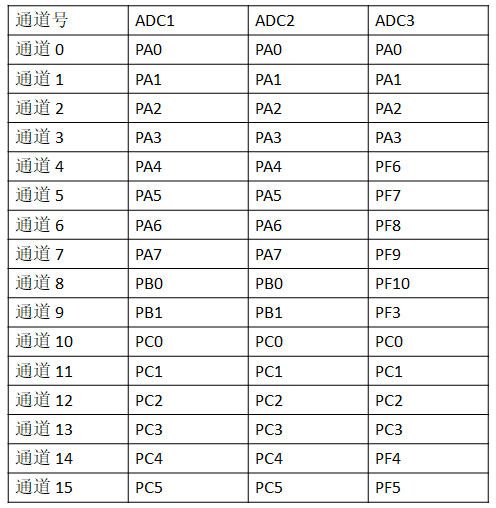 通道号 ADC1 ADC2 ADC3
通道 0 PA0 PA0 PA0
通道 1 PA1 PA1 PA1
通道 2 PA2 PA2 PA2
通道 3 PA3 PA3 PA3
通道 4 PA4 PA4 PF6
通道 5 PA5 PA5 PF7
通道 6 PA6 PA6 PF8
通道 7 PA7 PA7 PF9
通道 8 PB0 PB0 PF10
通道 9 PB1 PB1 PF3
通道 10 PC0 PC0 PC0
通道 11 PC1 PC1 PC1
通道 12 PC2 PC2 PC2
通道 13 PC3 PC3 PC3
通道 14 PC4 PC4 PF4
通道 15 PC5 PC5 PF5